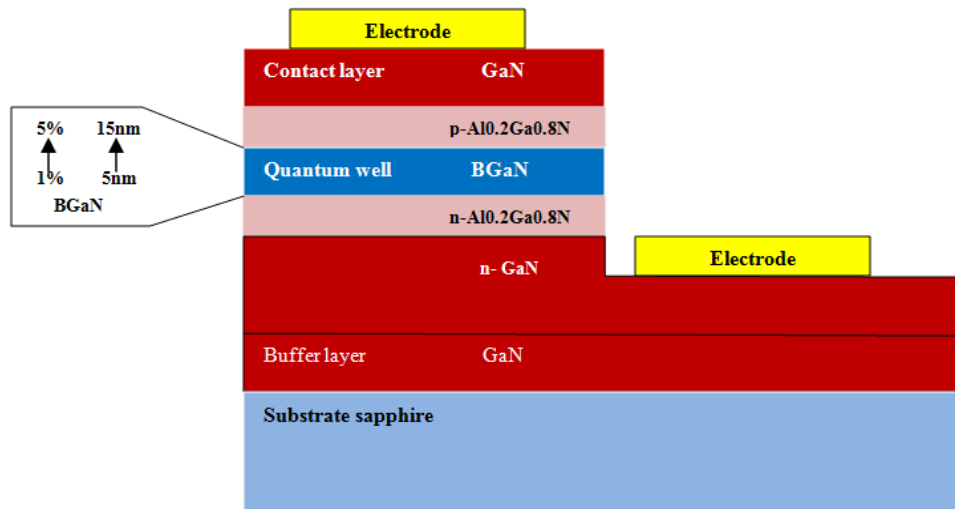 Electrode
Contact layer GaN
p-Al0.2Ga0.8N
5% 15nm
Quantum well BGaN
1% 5nm
BGaN
n-Al0.2Ga0.8N
Electrode
n- GaN
Buffer layer GaN
Substrate sapphire